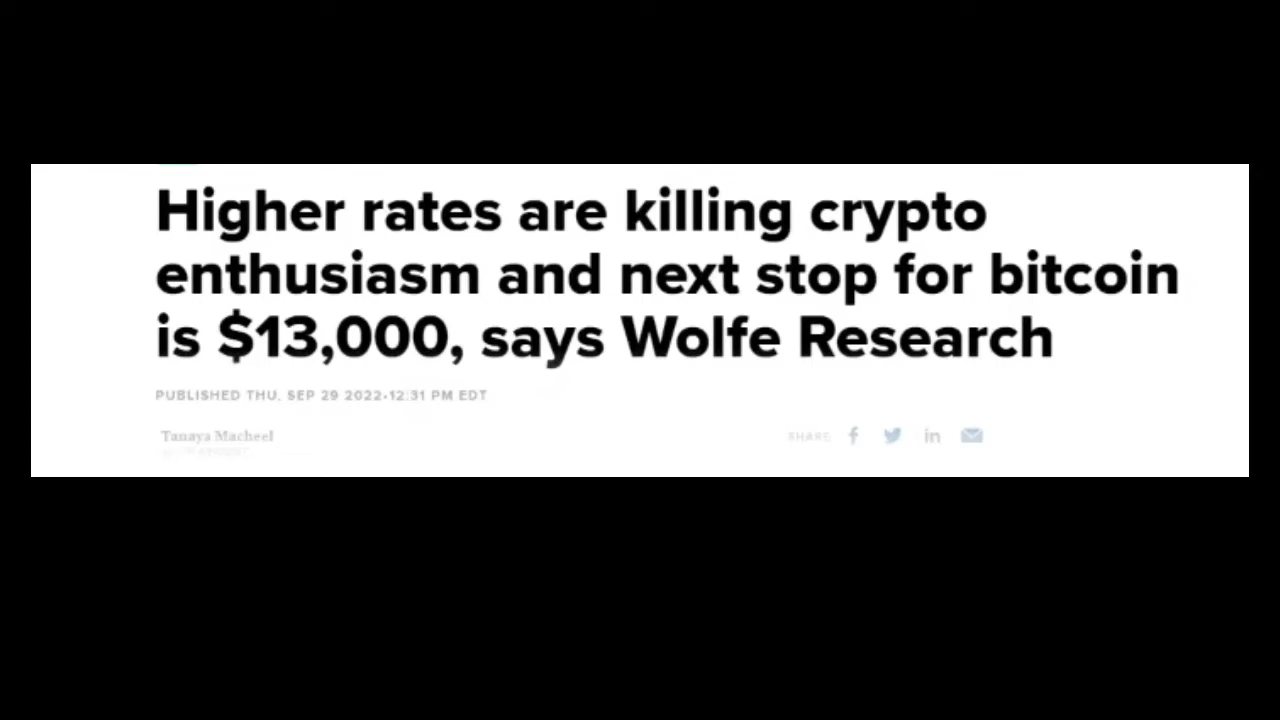 Higher rates are killing crypto
enthusiasm and next stop for bitcoin
is $13,000, says Wolfe Research
PUBLISHED THU, SEP 29 2022•12:31 PM EDT
Tanaya Macheel
SHARE